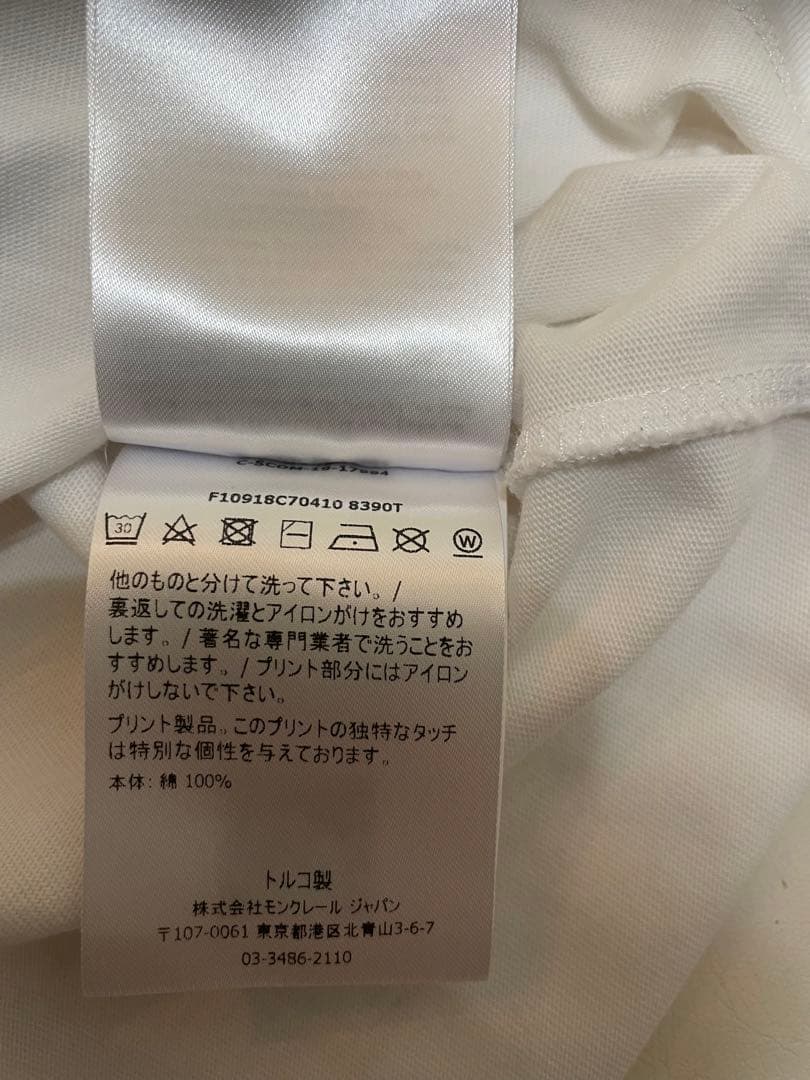 F10918C70410 8390T
30
W
他のものと分けて洗って下さい。/
裏返しての洗濯とアイロンがけをおすすめ
します。/ 著名な専門業者で洗うことをお
すすめします。/ プリント部分にはアイロン
がけしないで下さい。
プリント製品。このプリントの独特なタッチ
は特別な個性を与えております。
本体: 綿 100%
トルコ製
株式会社モンクレール ジャパン
〒107-0061 東京都港区北青山3-6-7
03-3486-2110